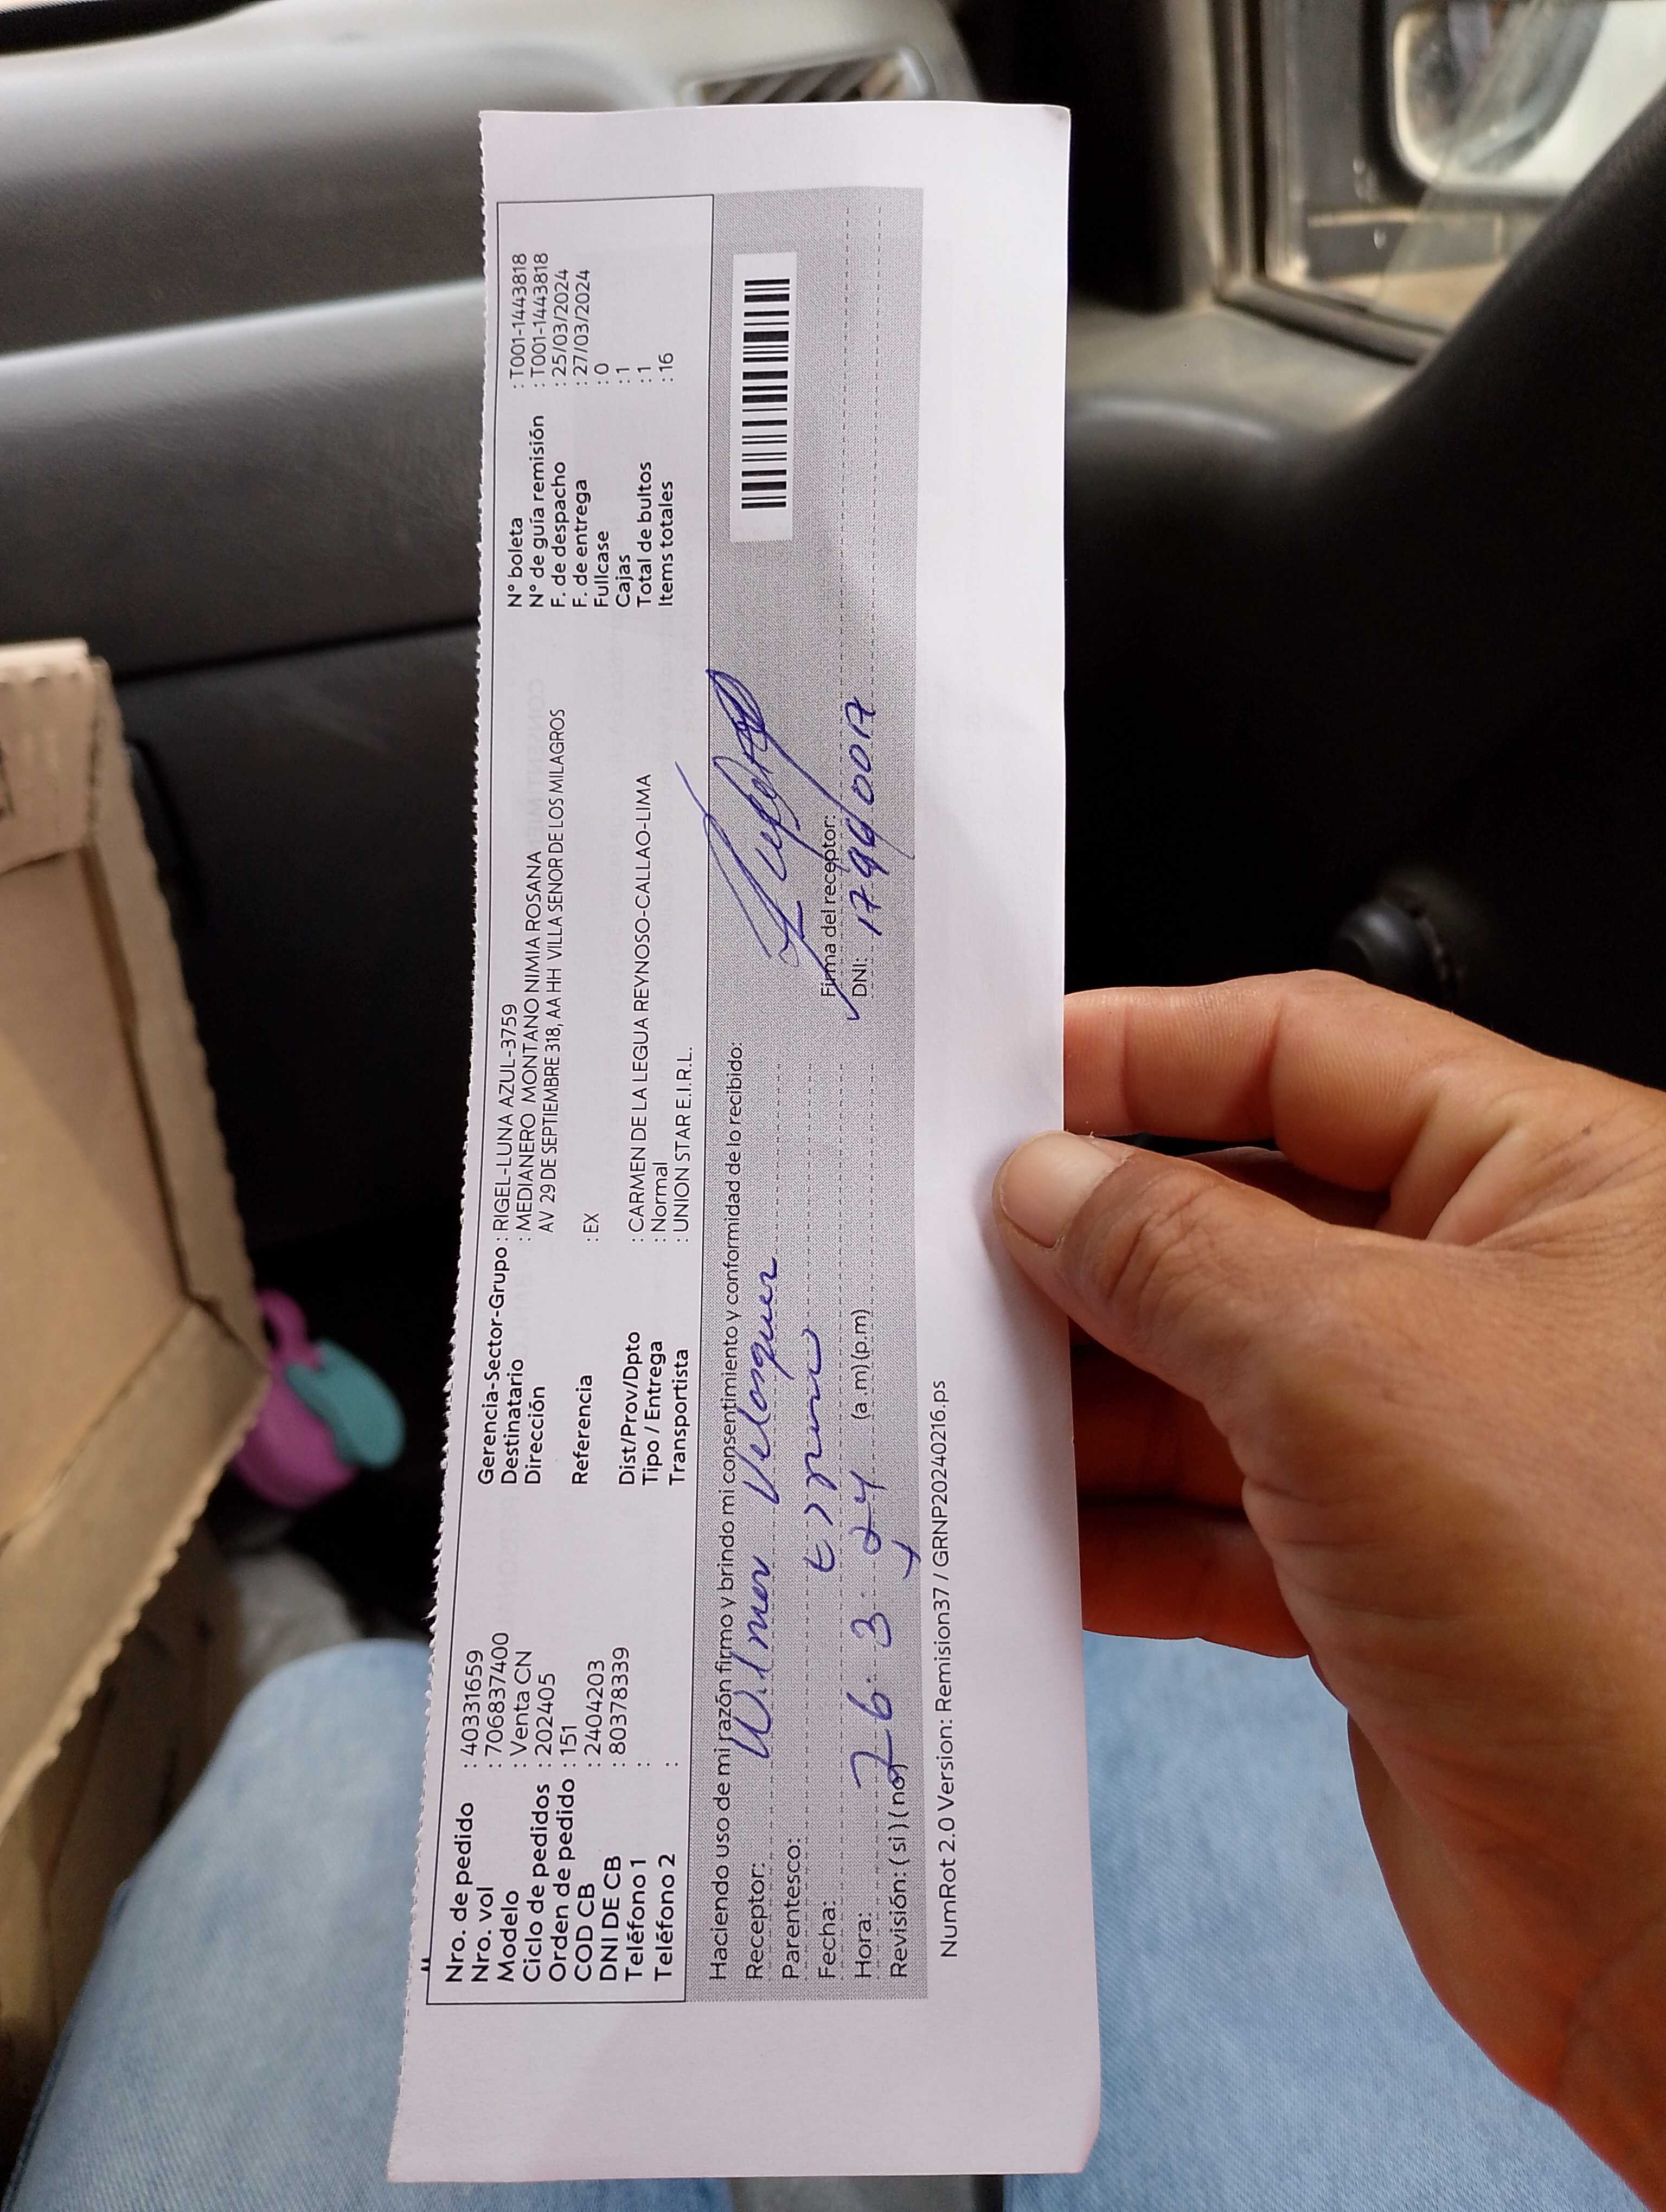 Nro. de pedido : 40331659
Nro. vol : 706837400
Modelo : Venta CN
Ciclo de pedidos : 202405
Orden de pedido : 151
COD CB : 2404203
DNI DE CB : 80378339
Teléfono 1 :
Teléfono 2 :
Gerencia-Sector-Grupo : RIGEL-LUNA AZUL-3759
Destinatario : MEDIANERO MONTANO NIMIA ROSANA
Dirección AV 29 DE SEPTIEMBRE 318, AA HH VILLA SENOR DE LOS MILAGROS
Referencia : EX
Dist/Prov/Dpto : CARMEN DE LA LEGUA REYNOSO-CALLAO-LIMA
Tipo / Entrega : Normal
Transportista : UNION STAR E.I.R.L.
N° boleta : T001-1443818
N° de guía remisión : T001-1443818
F. de despacho : 25/03/2024
F. de entrega : 27/03/2024
Fullcase : 0
Cajas : 1
Total de bultos : 1
Items totales : 16
Haciendo uso de mi razón firmo y brindo mi consentimiento y conformidad de lo recibido:
Receptor: Wilmer Velasquez
Parentesco:
Fecha: 26 3 24
Hora: (a.m) (p.m)
Revisión: ( si ) ( no )
Firma del receptor:
DNI:
NumRot 2.0 Version: Remision37 / GRNP20240216.ps